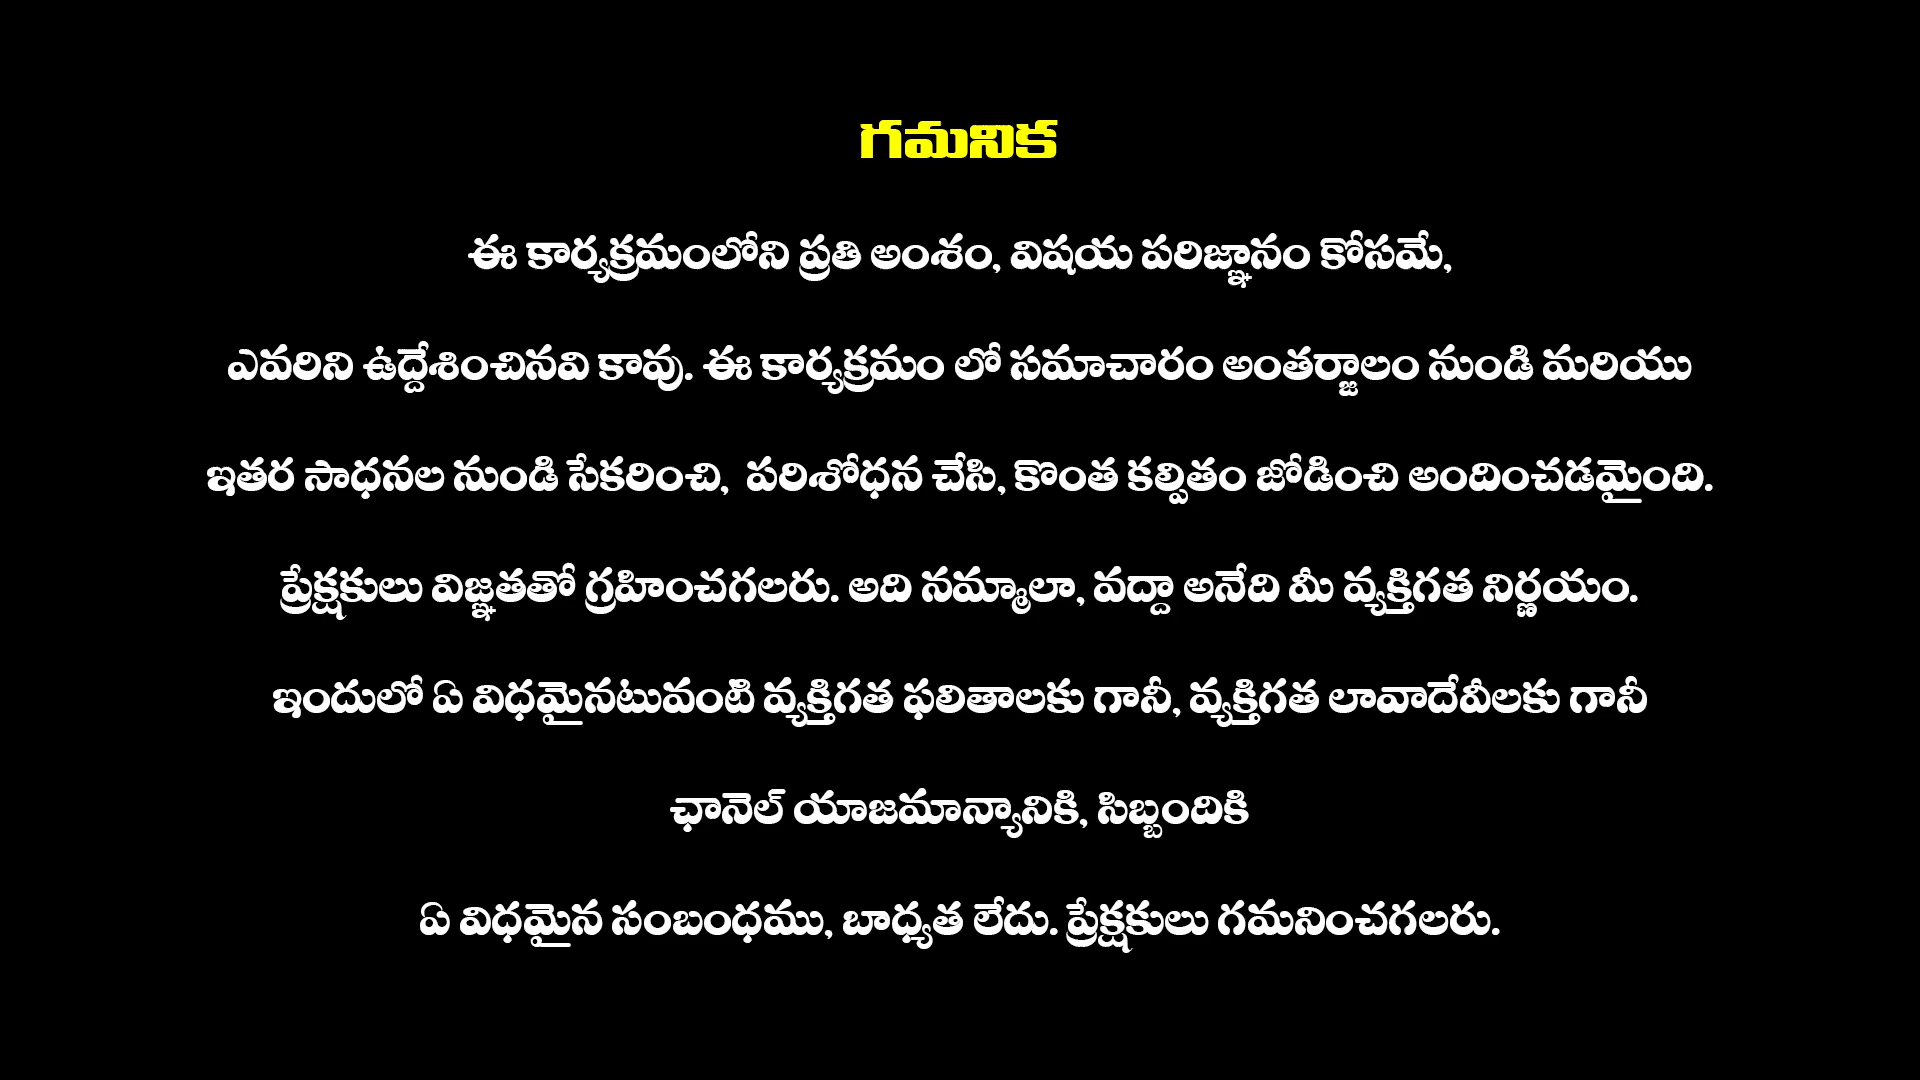 గమనిక
ఈ కార్యక్రమంలోని ప్రతి అంశం, విషయ పరిజ్ఞానం కోసమే,
ఎవరిని ఉద్దేశించినవి కావు. ఈ కార్యక్రమం లో సమాచారం అంతర్జాలం నుండి మరియు
ఇతర సాధనల నుండి సేకరించి, పరిశోధన చేసి, కొంత కల్పితం జోడించి అందించడమైంది.
ప్రేక్షకులు విజ్ఞతతో గ్రహించగలరు. అది నమ్మాలా, వద్దా అనేది మీ వ్యక్తిగత నిర్ణయం.
ఇందులో ఏ విధమైనటువంటి వ్యక్తిగత ఫలితాలకు గానీ, వ్యక్తిగత లావాదేవీలకు గానీ
ఛానెల్ యాజమాన్యానికి, సిబ్బందికి
ఏ విధమైన సంబంధము, బాధ్యత లేదు. ప్రేక్షకులు గమనించగలరు.